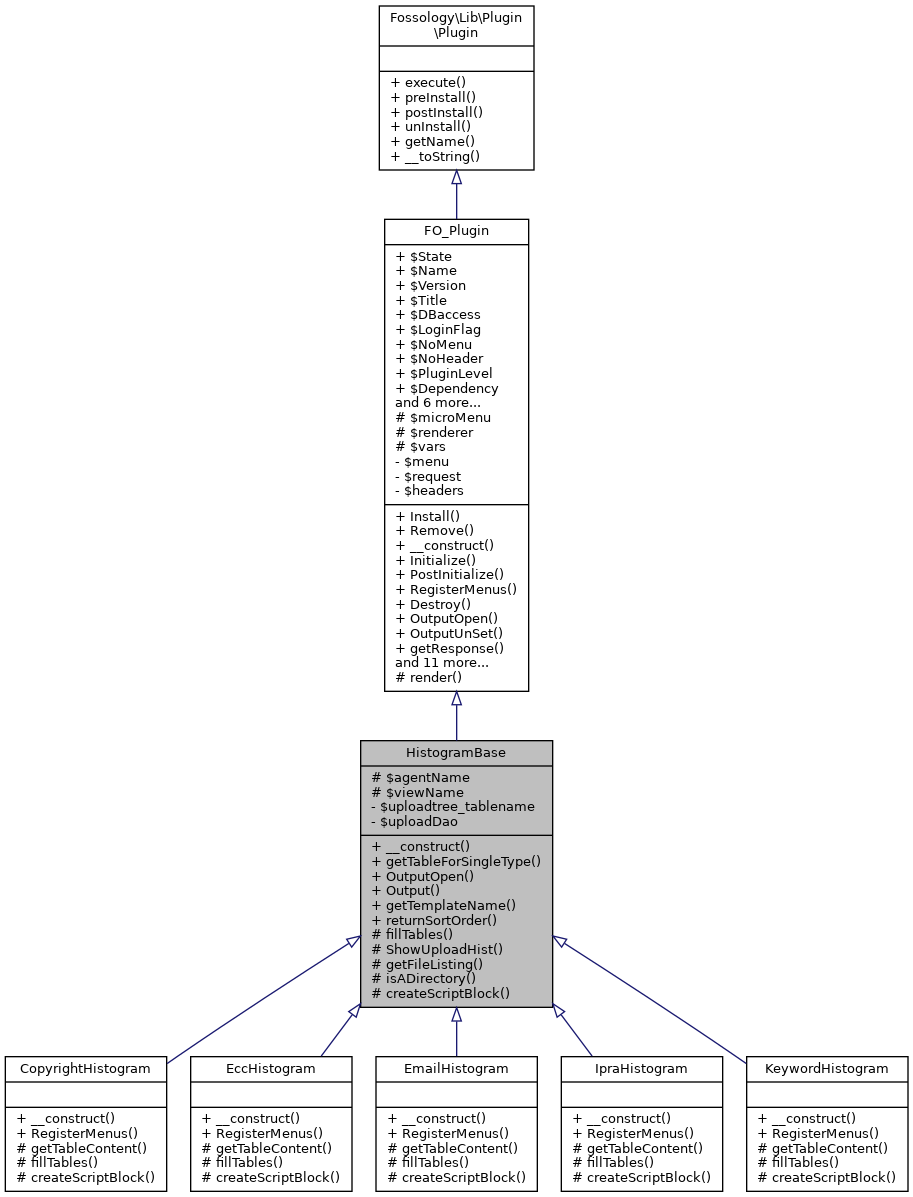 Fossology\Lib\Plugin
\Plugin
+ execute()
+ preInstall()
+ postInstall()
+ unInstall()
+ getName()
+ __toString()
FO_Plugin
+ $State
+ $Name
+ $Version
+ $Title
+ $DBaccess
+ $LoginFlag
+ $NoMenu
+ $NoHeader
+ $PluginLevel
+ $Dependency
and 6 more...
# $microMenu
# $renderer
# $vars
- $menu
- $request
- $headers
+ Install()
+ Remove()
+ __construct()
+ Initialize()
+ PostInitialize()
+ RegisterMenus()
+ Destroy()
+ OutputOpen()
+ OutputUnSet()
+ getResponse()
and 11 more...
# render()
HistogramBase
# $agentName
# $viewName
- $uploadtree_tablename
- $uploadDao
+ __construct()
+ getTableForSingleType()
+ OutputOpen()
+ Output()
+ getTemplateName()
+ returnSortOrder()
# fillTables()
# ShowUploadHist()
# getFileListing()
# isADirectory()
# createScriptBlock()
CopyrightHistogram
+ __construct()
+ RegisterMenus()
# getTableContent()
# fillTables()
# createScriptBlock()
EccHistogram
+ __construct()
+ RegisterMenus()
# getTableContent()
# fillTables()
# createScriptBlock()
EmailHistogram
+ __construct()
+ RegisterMenus()
# getTableContent()
# fillTables()
# createScriptBlock()
IpraHistogram
+ __construct()
+ RegisterMenus()
# getTableContent()
# fillTables()
# createScriptBlock()
KeywordHistogram
+ __construct()
+ RegisterMenus()
# getTableContent()
# fillTables()
# createScriptBlock()